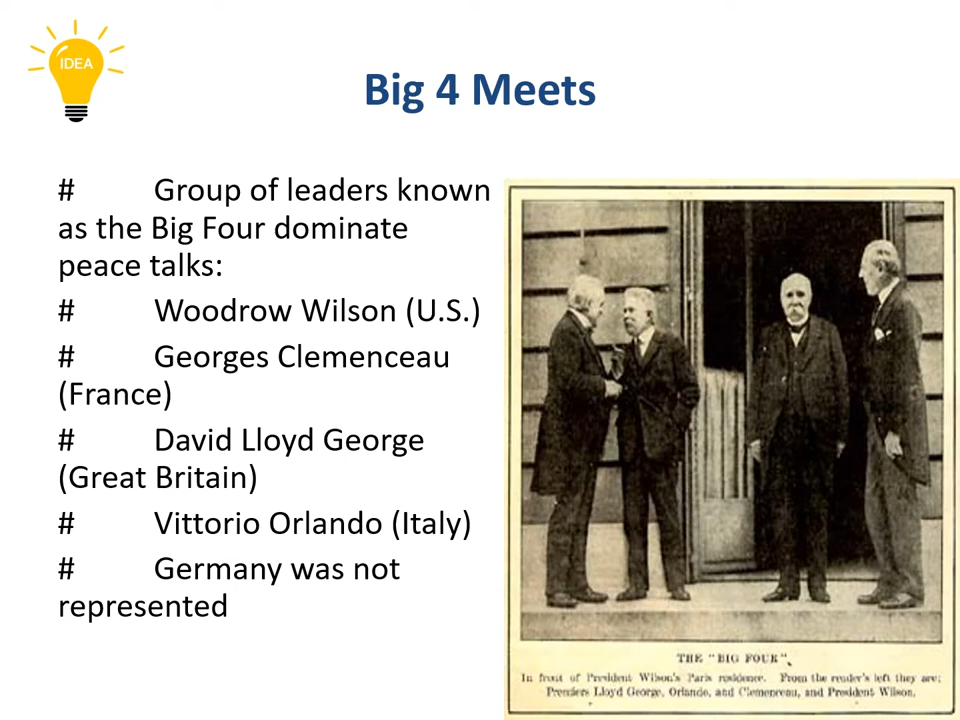 IDEA
Big 4 Meets
# Group of leaders known
as the Big Four dominate
peace talks:
# Woodrow Wilson (U.S.)
# Georges Clemenceau
(France)
# David Lloyd George
(Great Britain)
# Vittorio Orlando (Italy)
# Germany was not
represented
THE "BIG FOUR".
In front of President Wilson's Paris residence. From the reader's left they are:
Premiers Lloyd George, Orlando, and Clemenceau, and President Wilson.